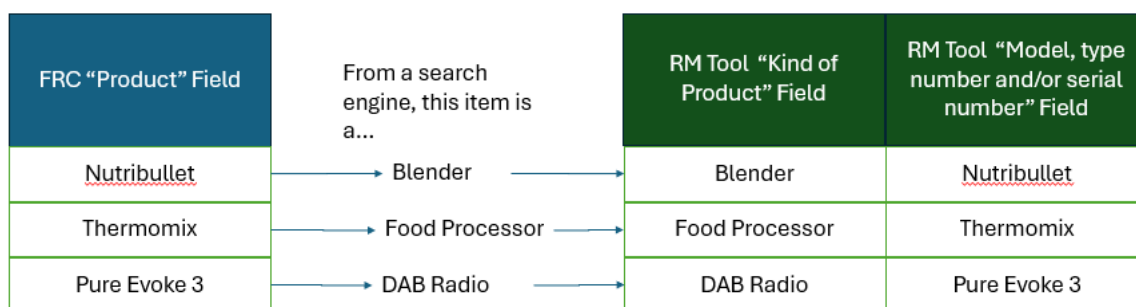 FRC “Product” Field
From a search
engine, this item is
a...
RM Tool “Kind of
Product” Field
RM Tool “Model, type
number and/or serial
number” Field
Nutribullet
Blender
Blender
Nutribullet
Thermomix
Food Processor
Food Processor
Thermomix
Pure Evoke 3
DAB Radio
DAB Radio
Pure Evoke 3